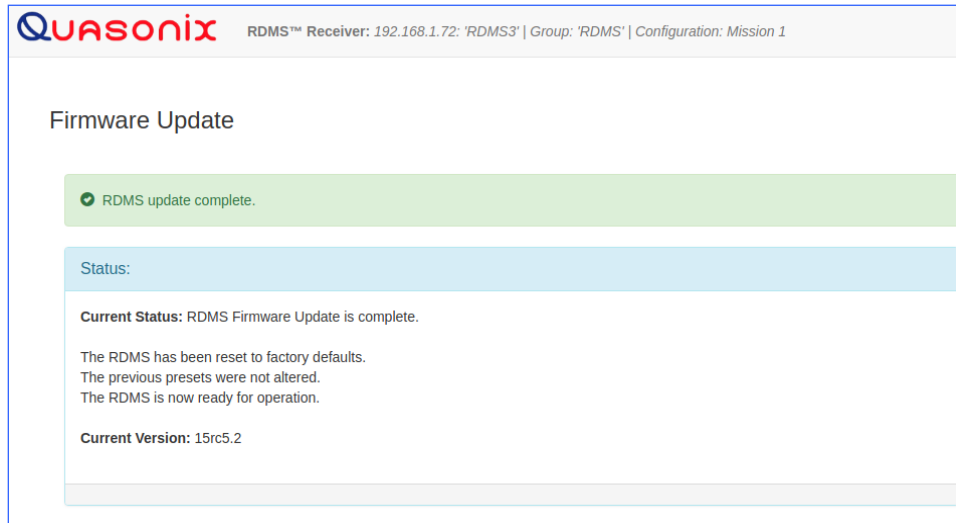 Quasonix RDMS™ Receiver: 192.168.1.72: 'RDMS3' | Group: 'RDMS' | Configuration: Mission 1
Firmware Update
RDMS update complete.
Status:
Current Status: RDMS Firmware Update is complete.
The RDMS has been reset to factory defaults.
The previous presets were not altered.
The RDMS is now ready for operation.
Current Version: 15rc5.2